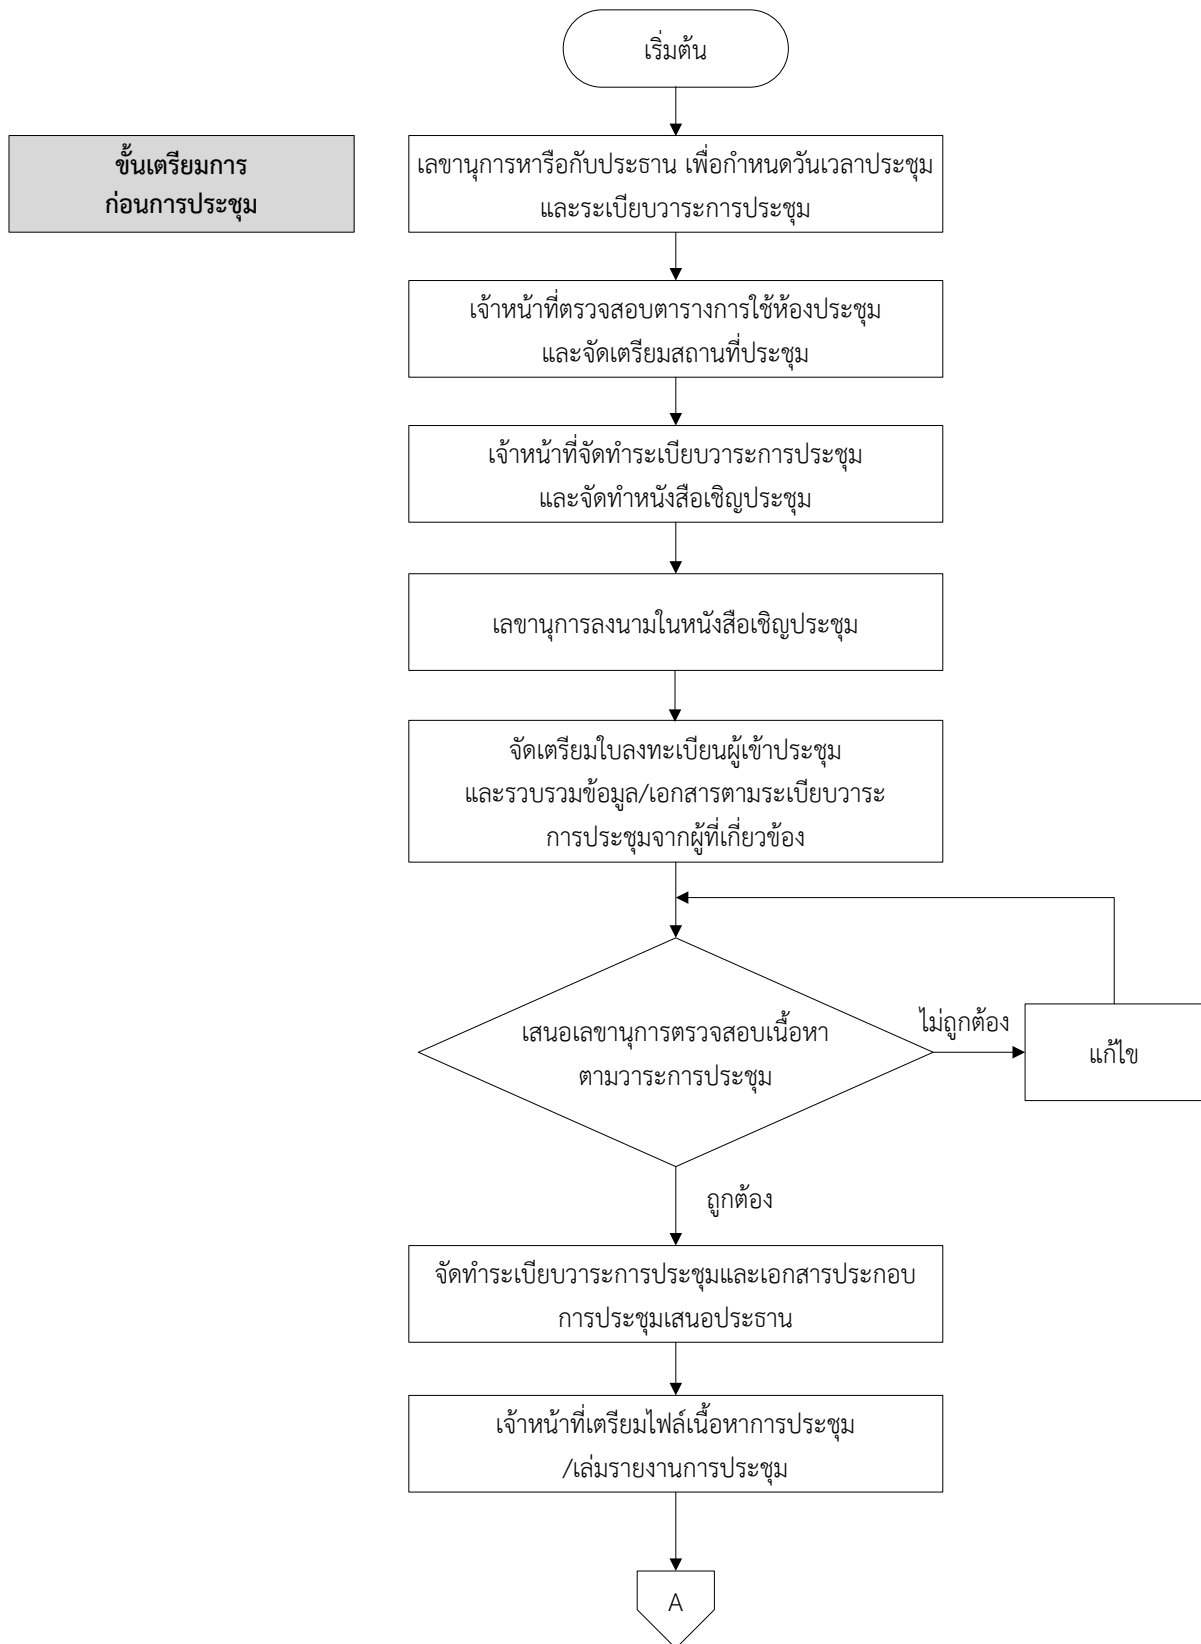 เริ่มต้น
ขั้นเตรียมการ
ก่อนการประชุม
เลขานุการหารือกับประธาน เพื่อกำหนดวันเวลาประชุม
และระเบียบวาระการประชุม
เจ้าหน้าที่ตรวจสอบตารางการใช้ห้องประชุม
และจัดเตรียมสถานที่ประชุม
เจ้าหน้าที่จัดทำระเบียบวาระการประชุม
และจัดทำหนังสือเชิญประชุม
เลขานุการลงนามในหนังสือเชิญประชุม
จัดเตรียมใบลงทะเบียนผู้เข้าประชุม
และรวบรวมข้อมูล/เอกสารตามระเบียบวาระ
การประชุมจากผู้ที่เกี่ยวข้อง
เสนอเลขานุการตรวจสอบเนื้อหา
ตามวาระการประชุม
ไม่ถูกต้อง
แก้ไข
ถูกต้อง
จัดทำระเบียบวาระการประชุมและเอกสารประกอบ
การประชุมเสนอประธาน
เจ้าหน้าที่เตรียมไฟล์เนื้อหาการประชุม
/เล่มรายงานการประชุม
A